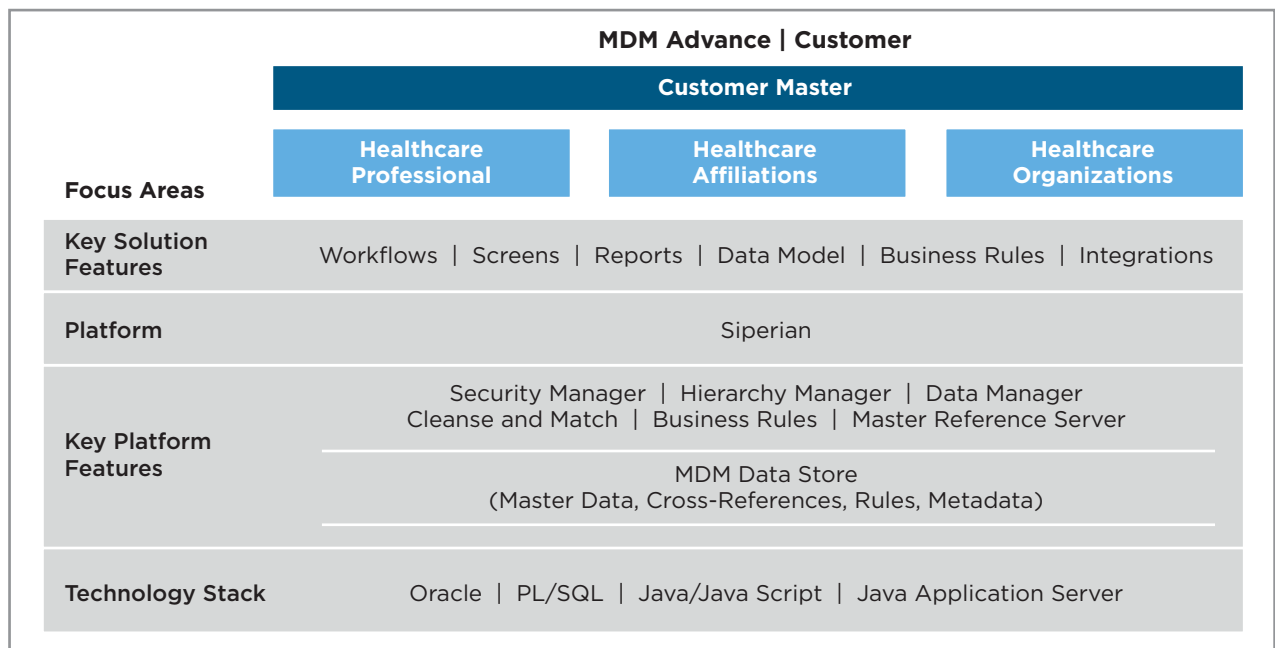 MDM Advance | Customer
Customer Master
Healthcare
Professional
Healthcare
Affiliations
Healthcare
Organizations
Focus Areas
Key Solution
Features
Workflows | Screens | Reports | Data Model | Business Rules | Integrations
Platform
Siperian
Key Platform
Features
Security Manager | Hierarchy Manager | Data Manager
Cleanse and Match | Business Rules | Master Reference Server
MDM Data Store
(Master Data, Cross-References, Rules, Metadata)
Technology Stack
Oracle | PL/SQL | Java/Java Script | Java Application Server